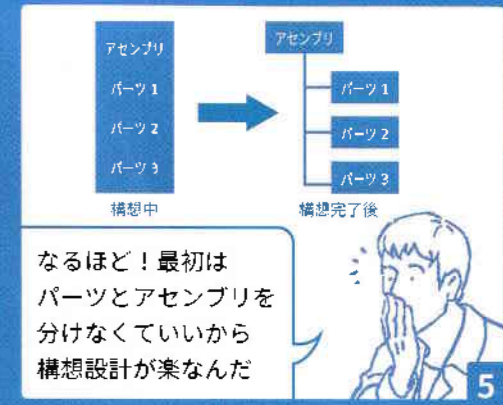 アセンブリ
パーツ 1
パーツ 2
パーツ 3
構想中
アセンブリ
パーツ 1
パーツ 2
パーツ 3
構想完了後
なるほど！最初は
パーツとアセンブリを
分けなくていいから
構想設計が楽なんだ
5